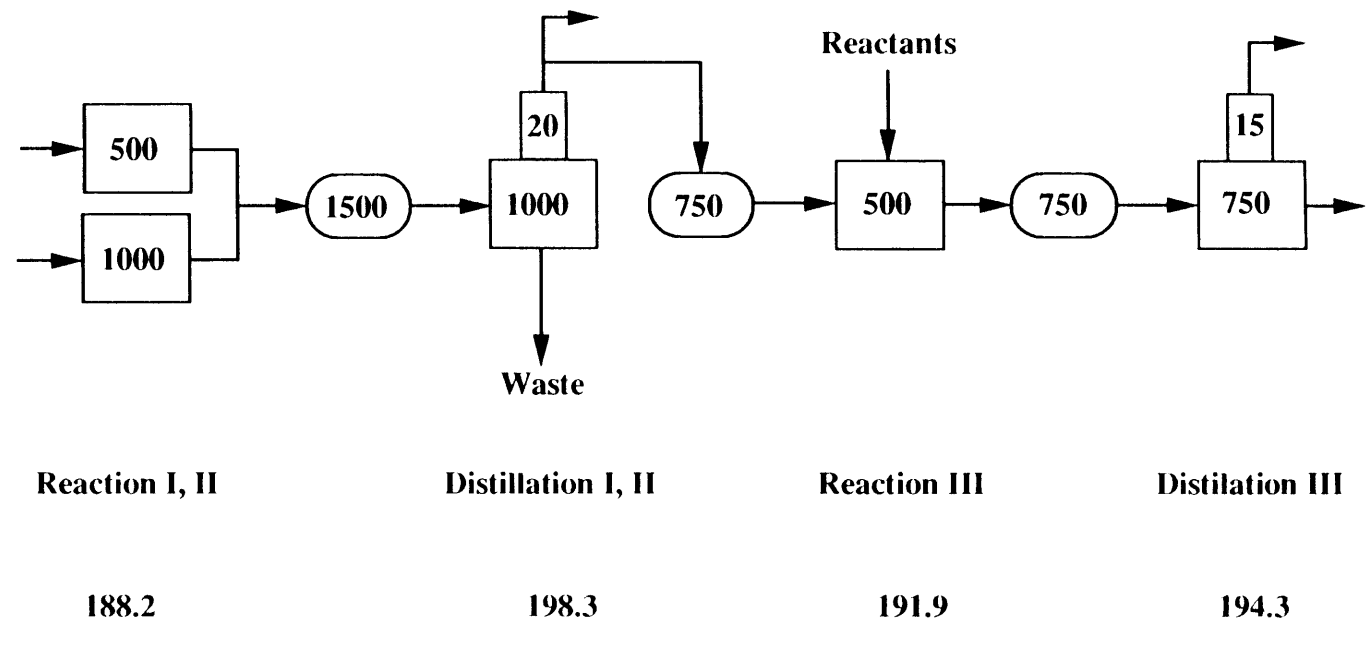 Reactants
20
15
500
1500
1000
750
500
750
750
1000
Waste
Reaction I, II
Distillation I, II
Reaction III
Distilation III
188.2
198.3
191.9
194.3